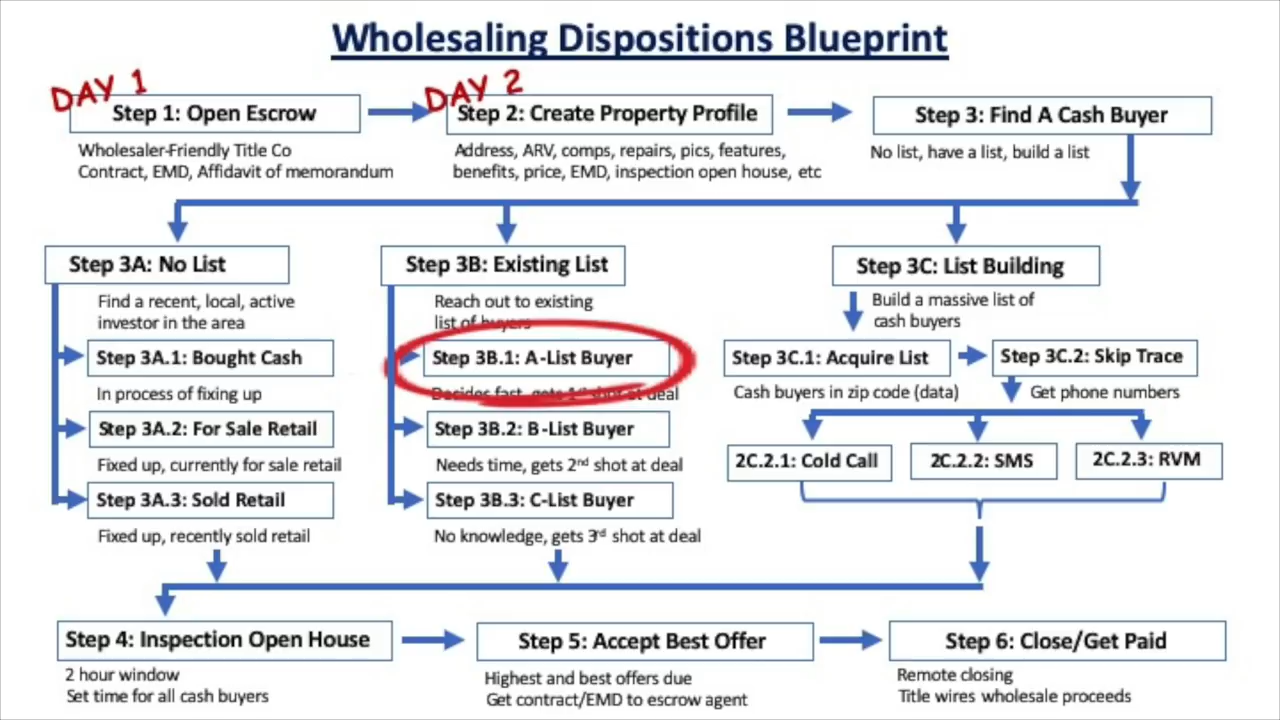 Wholesaling Dispositions Blueprint
DAY 1
DAY 2
Step 1: Open Escrow
Wholesaler-Friendly Title Co
Contract, EMD, Affidavit of memorandum
Step 2: Create Property Profile
Address, ARV, comps, repairs, pics, features,
benefits, price, EMD, inspection open house, etc
Step 3: Find A Cash Buyer
No list, have a list, build a list
Step 3A: No List
Find a recent, local, active
investor in the area
Step 3A.1: Bought Cash
In process of fixing up
Step 3A.2: For Sale Retail
Fixed up, currently for sale retail
Step 3A.3: Sold Retail
Fixed up, recently sold retail
Step 3B: Existing List
Reach out to existing
list of buyers
Step 3B.1: A-List Buyer
Decides fast, gets 1st shot at deal
Step 3B.2: B-List Buyer
Needs time, gets 2nd shot at deal
Step 3B.3: C-List Buyer
No knowledge, gets 3rd shot at deal
Step 3C: List Building
Build a massive list of
cash buyers
Step 3C.1: Acquire List
Cash buyers in zip code (data)
Step 3C.2: Skip Trace
Get phone numbers
2C.2.1: Cold Call
2C.2.2: SMS
2C.2.3: RVM
Step 4: Inspection Open House
2 hour window
Set time for all cash buyers
Step 5: Accept Best Offer
Highest and best offers due
Get contract/EMD to escrow agent
Step 6: Close/Get Paid
Remote closing
Title wires wholesale proceeds